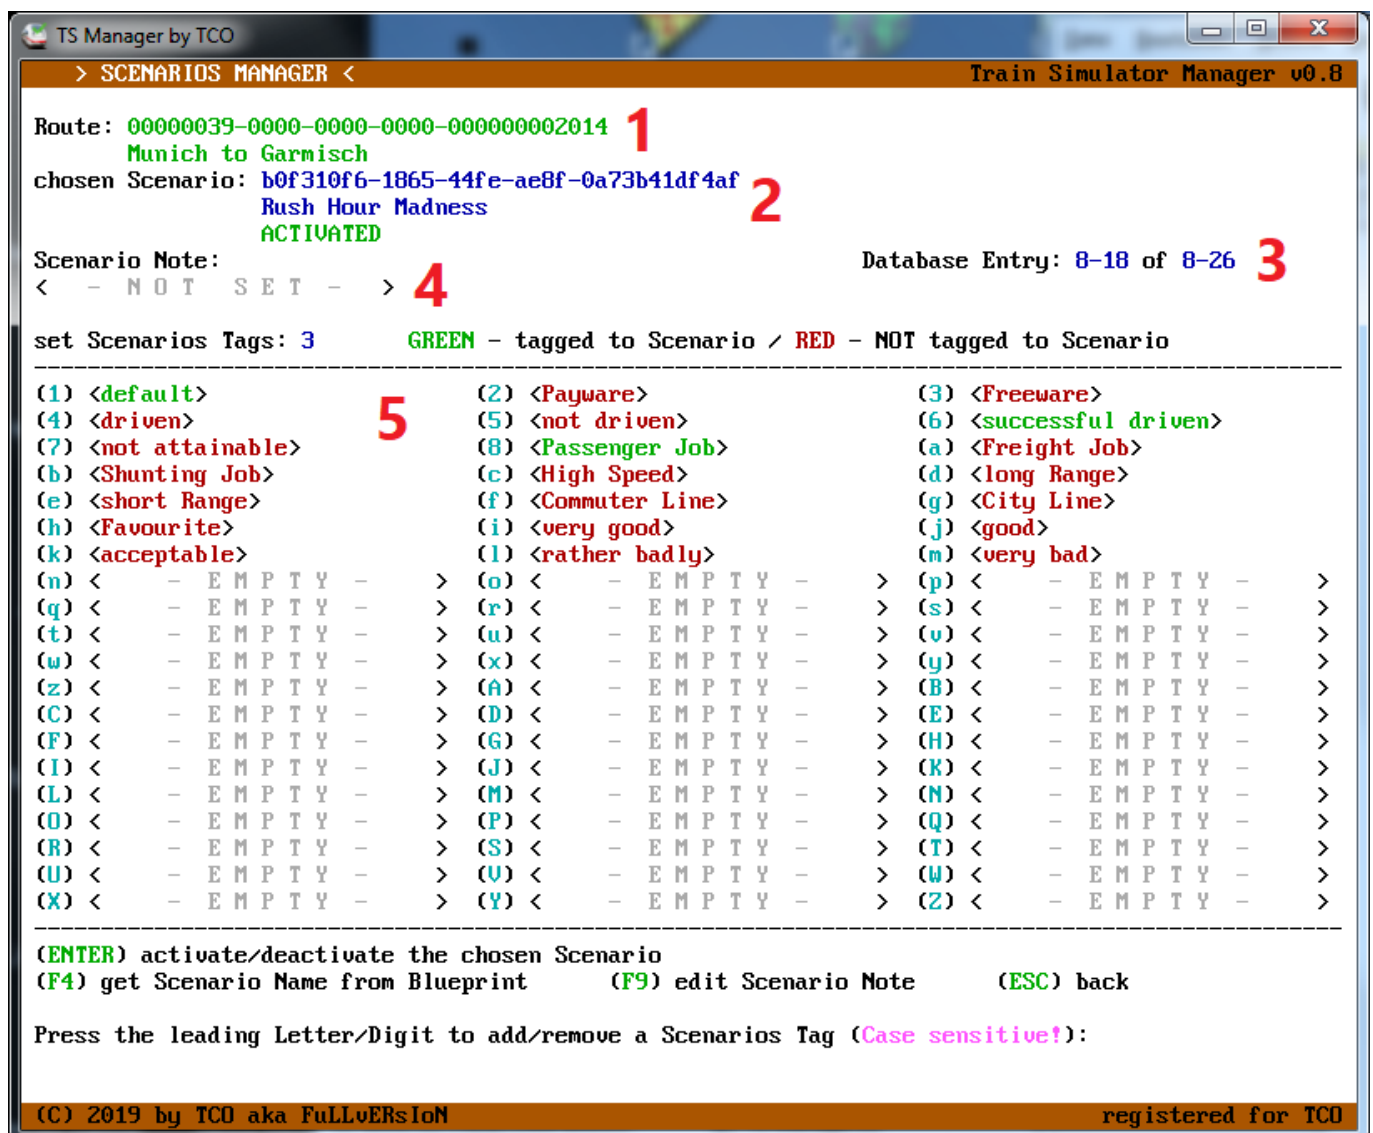 TS Manager by TCO
> SCENARIOS MANAGER < Train Simulator Manager v0.8
Route: 00000039-0000-0000-0000-000000002014 1
Munich to Garmisch
chosen Scenario: b0f310f6-1865-44fe-ae8f-0a73b41df4af 2
Rush Hour Madness
ACTIVATED
Scenario Note: Database Entry: 8-18 of 8-26 3
< - N O T S E T - > 4
set Scenarios Tags: 3 GREEN - tagged to Scenario / RED - NOT tagged to Scenario
(1) <default> (2) <Payware> (3) <Freeware>
5
(4) <driven> (5) <not driven> (6) <successful driven>
(7) <not attainable> (8) <Passenger Job> (a) <Freight Job>
(b) <Shunting Job> (c) <High Speed> (d) <long Range>
(e) <short Range> (f) <Commuter Line> (g) <City Line>
(h) <Favourite> (i) <very good> (j) <good>
(k) <acceptable> (l) <rather badly> (m) <very bad>
(n) < - E M P T Y - > (o) < - E M P T Y - > (p) < - E M P T Y - >
(q) < - E M P T Y - > (r) < - E M P T Y - > (s) < - E M P T Y - >
(t) < - E M P T Y - > (u) < - E M P T Y - > (v) < - E M P T Y - >
(w) < - E M P T Y - > (x) < - E M P T Y - > (y) < - E M P T Y - >
(z) < - E M P T Y - > (A) < - E M P T Y - > (B) < - E M P T Y - >
(C) < - E M P T Y - > (D) < - E M P T Y - > (E) < - E M P T Y - >
(F) < - E M P T Y - > (G) < - E M P T Y - > (H) < - E M P T Y - >
(I) < - E M P T Y - > (J) < - E M P T Y - > (K) < - E M P T Y - >
(L) < - E M P T Y - > (M) < - E M P T Y - > (N) < - E M P T Y - >
(O) < - E M P T Y - > (P) < - E M P T Y - > (Q) < - E M P T Y - >
(R) < - E M P T Y - > (S) < - E M P T Y - > (T) < - E M P T Y - >
(U) < - E M P T Y - > (V) < - E M P T Y - > (W) < - E M P T Y - >
(X) < - E M P T Y - > (Y) < - E M P T Y - > (Z) < - E M P T Y - >
(ENTER) activate/deactivate the chosen Scenario
(F4) get Scenario Name from Blueprint (F9) edit Scenario Note (ESC) back
Press the leading Letter/Digit to add/remove a Scenarios Tag (Case sensitive!):
(C) 2019 by TCO aka FuLLvERsIoN registered for TCO